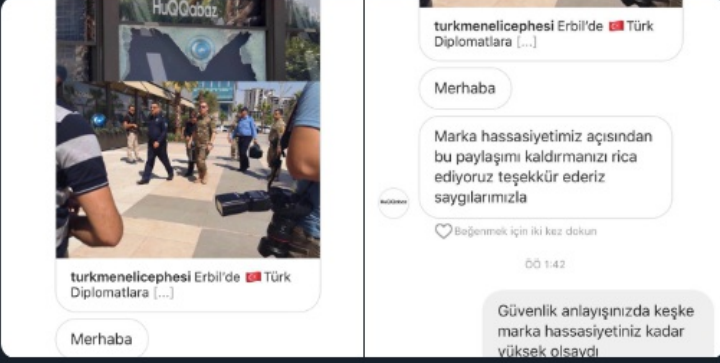 HuQQabaz
turkmenelicephesi Erbil'de 🇹🇷 Türk
Diplomatlara [...]
Merhaba
turkmenelicephesi Erbil'de 🇹🇷 Türk
Diplomatlara [...]
Merhaba
Marka hassasiyetimiz açısından
bu paylaşımı kaldırmanızı rica
ediyoruz teşekkür ederiz
saygılarımızla
HuQQabaz
Beğenmek için iki kez dokun
ÖÖ 1:42
Güvenlik anlayışınızda keşke
marka hassasiyetiniz kadar
yüksek olsaydı